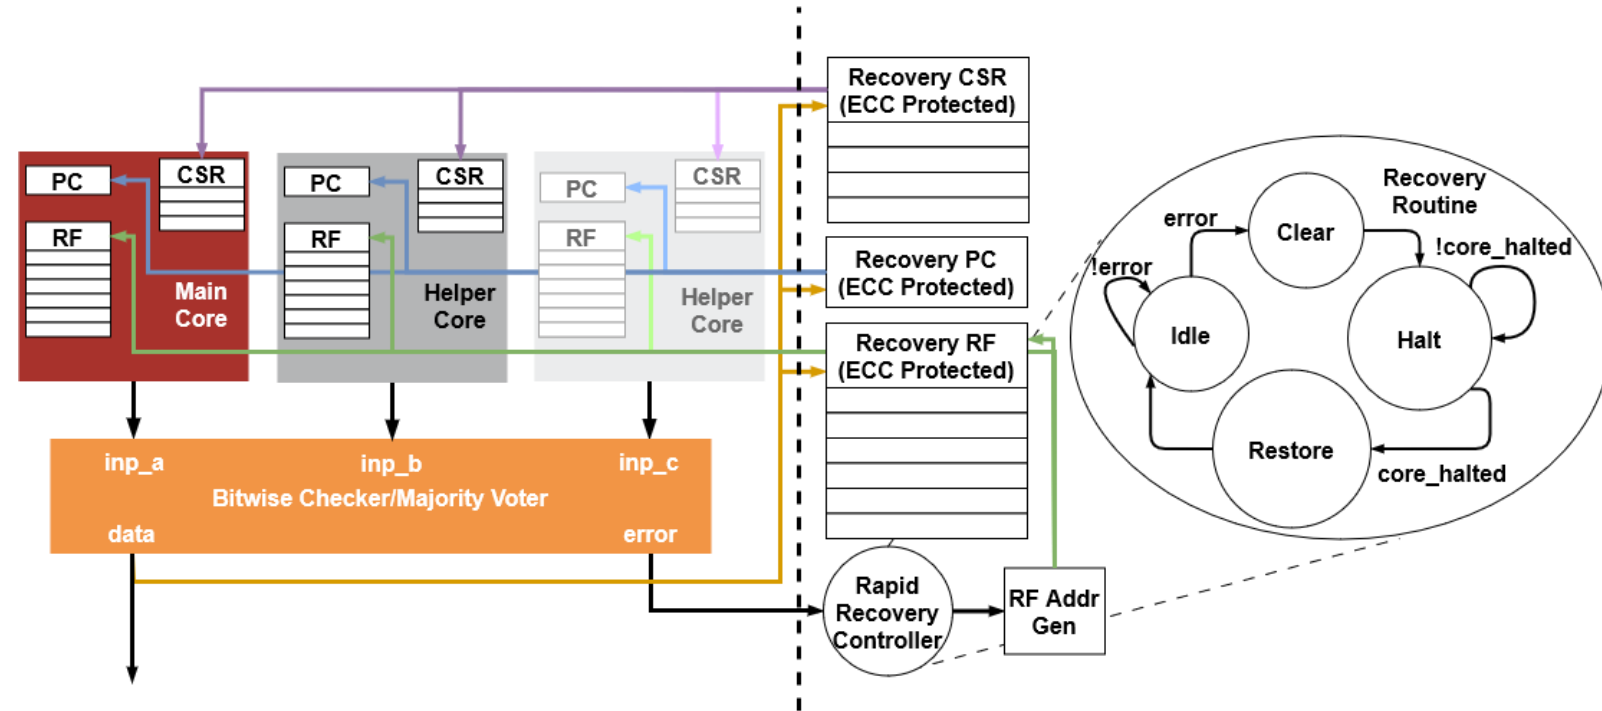 Recovery CSR
(ECC Protected)
PC
CSR
RF
Main
Core
PC
CSR
RF
Helper
Core
PC
CSR
RF
Helper
Core
Recovery PC
(ECC Protected)
Recovery RF
(ECC Protected)
inp_a
inp_b
inp_c
Bitwise Checker/Majority Voter
data
error
Rapid
Recovery
Controller
RF Addr
Gen
Recovery
Routine
error
Clear
!core_halted
!error
Idle
Halt
Restore
core_halted